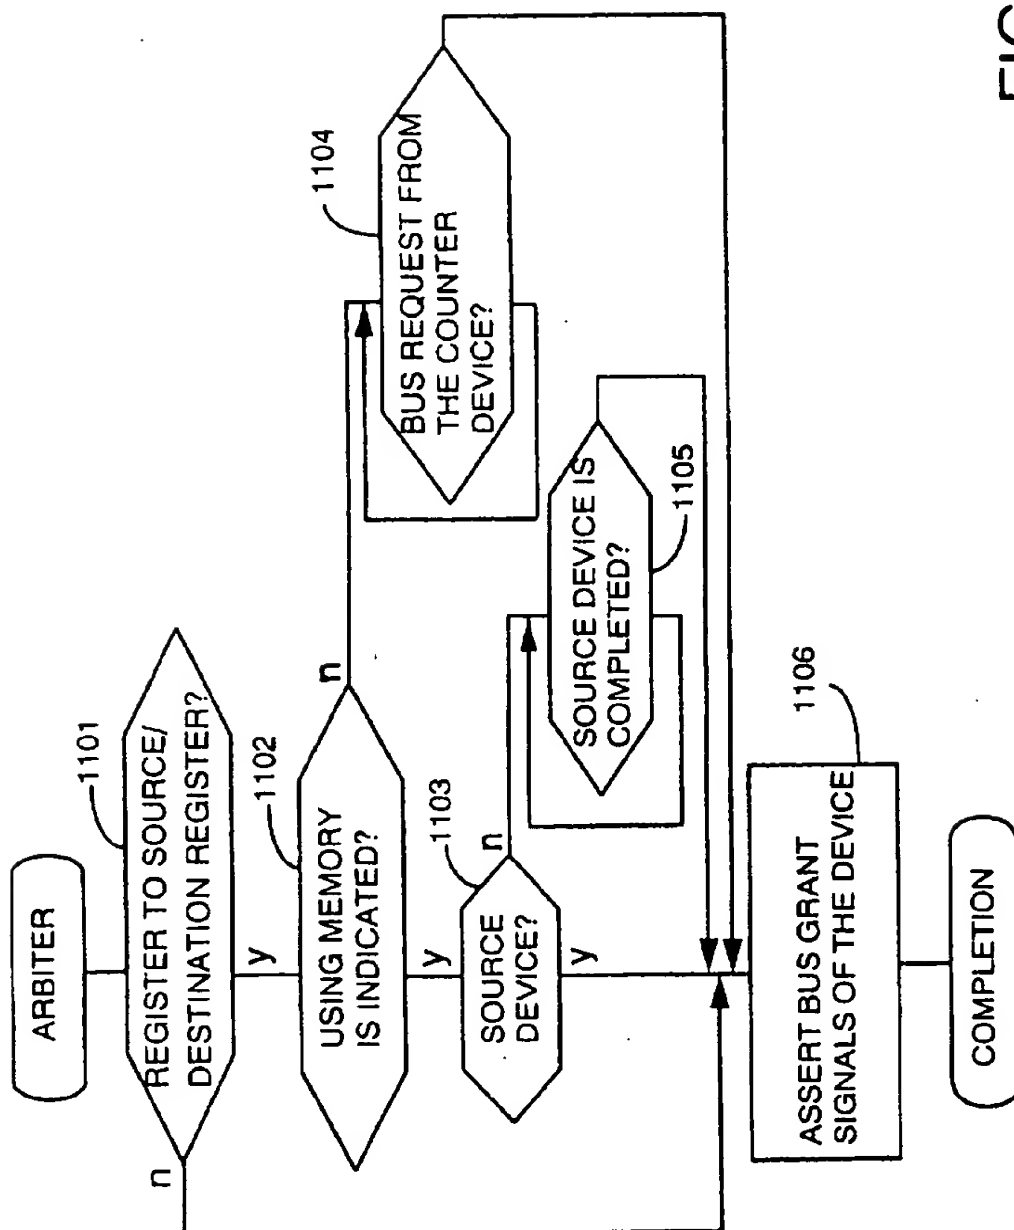 ARBITER
1101
REGISTER TO SOURCE/
DESTINATION REGISTER?
n
y
1102
USING MEMORY
IS INDICATED?
n
y
1103
SOURCE
DEVICE?
n
y
1104
BUS REQUEST FROM
THE COUNTER
DEVICE?
SOURCE DEVICE IS
COMPLETED?
1105
1106
ASSERT BUS GRANT
SIGNALS OF THE DEVICE
COMPLETION